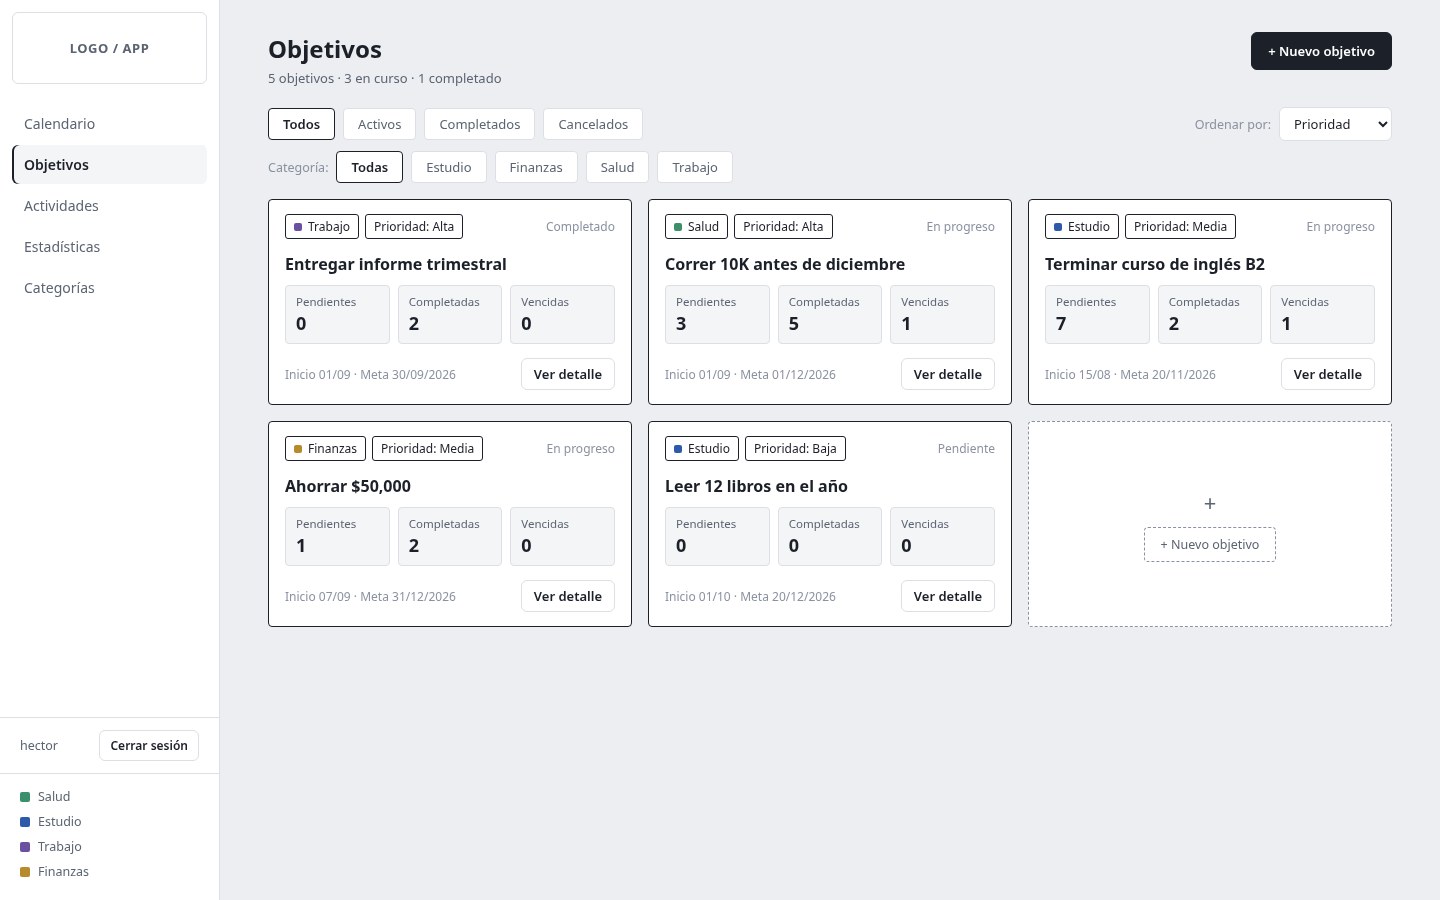 LOGO / APP
Calendario
Objetivos
Actividades
Estadísticas
Categorías
hector
Cerrar sesión
Salud
Estudio
Trabajo
Finanzas
Objetivos
5 objetivos · 3 en curso · 1 completado
+ Nuevo objetivo
Todos Activos Completados Cancelados
Ordenar por: Prioridad
Categoría: Todas Estudio Finanzas Salud Trabajo
Trabajo Prioridad: Alta Completado
Entregar informe trimestral
Pendientes Completadas Vencidas
0 2 0
Inicio 01/09 · Meta 30/09/2026 Ver detalle
Salud Prioridad: Alta En progreso
Correr 10K antes de diciembre
Pendientes Completadas Vencidas
3 5 1
Inicio 01/09 · Meta 01/12/2026 Ver detalle
Estudio Prioridad: Media En progreso
Terminar curso de inglés B2
Pendientes Completadas Vencidas
7 2 1
Inicio 15/08 · Meta 20/11/2026 Ver detalle
Finanzas Prioridad: Media En progreso
Ahorrar $50,000
Pendientes Completadas Vencidas
1 2 0
Inicio 07/09 · Meta 31/12/2026 Ver detalle
Estudio Prioridad: Baja Pendiente
Leer 12 libros en el año
Pendientes Completadas Vencidas
0 0 0
Inicio 01/10 · Meta 20/12/2026 Ver detalle
+
+ Nuevo objetivo